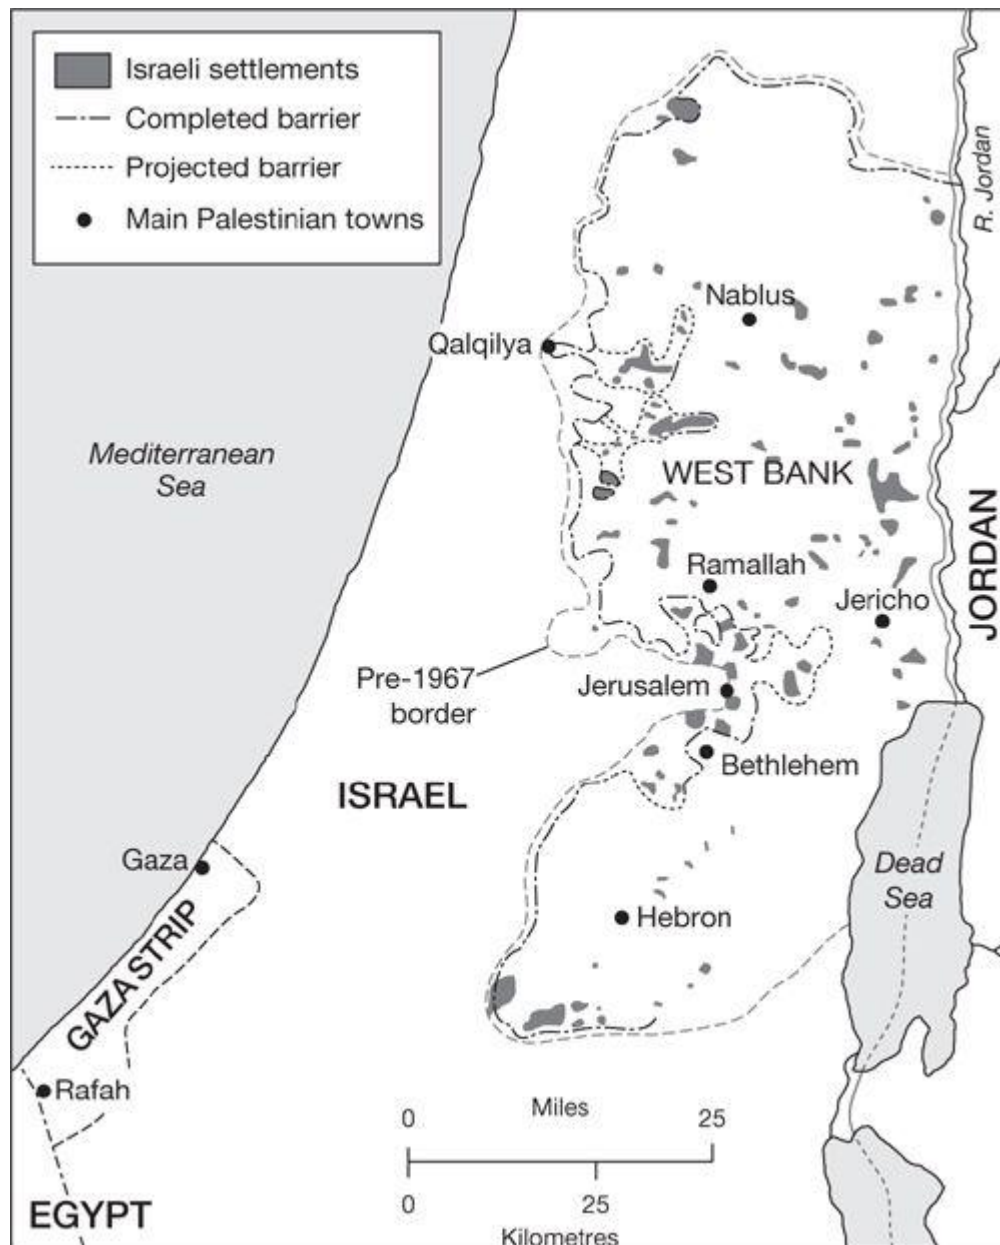 Israeli settlements
Completed barrier
Projected barrier
Main Palestinian towns
R. Jordan
Nablus
Qalqilya
Mediterranean
Sea
WEST BANK
JORDAN
Ramallah
Jericho
Pre-1967
border
Jerusalem
Bethlehem
ISRAEL
Gaza
Dead
Sea
GAZA STRIP
Hebron
Rafah
0 Miles 25
0 25
Kilometres
EGYPT